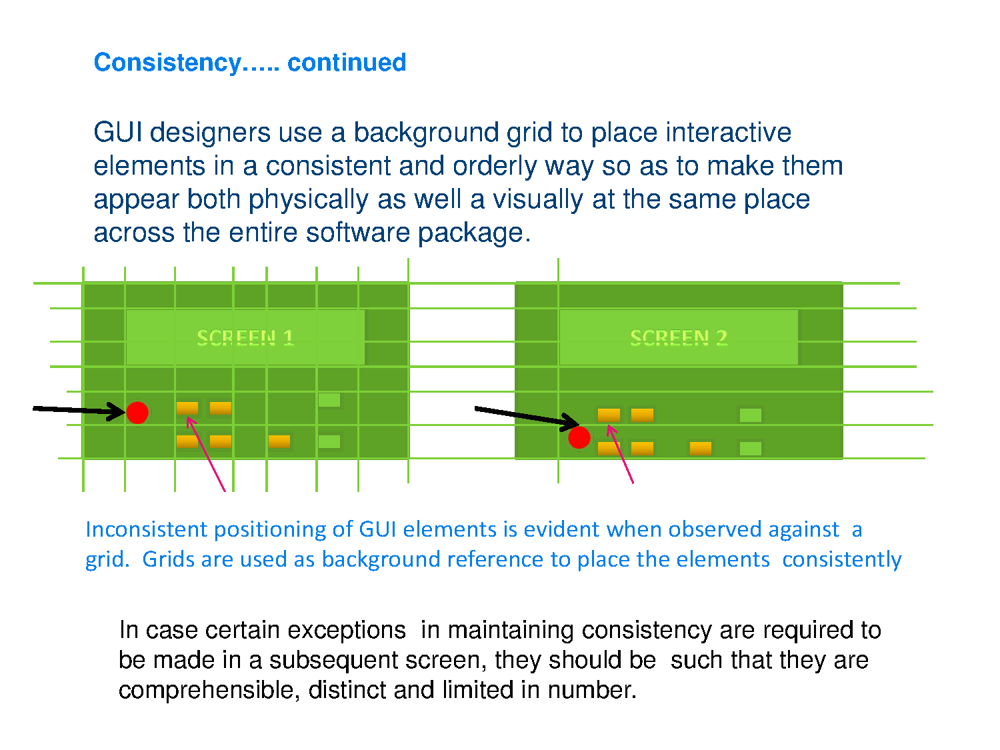 Consistency….. continued
GUI designers use a background grid to place interactive
elements in a consistent and orderly way so as to make them
appear both physically as well a visually at the same place
across the entire software package.
SCREEN 1
SCREEN 2
Inconsistent positioning of GUI elements is evident when observed against a
grid. Grids are used as background reference to place the elements consistently
In case certain exceptions in maintaining consistency are required to
be made in a subsequent screen, they should be such that they are
comprehensible, distinct and limited in number.